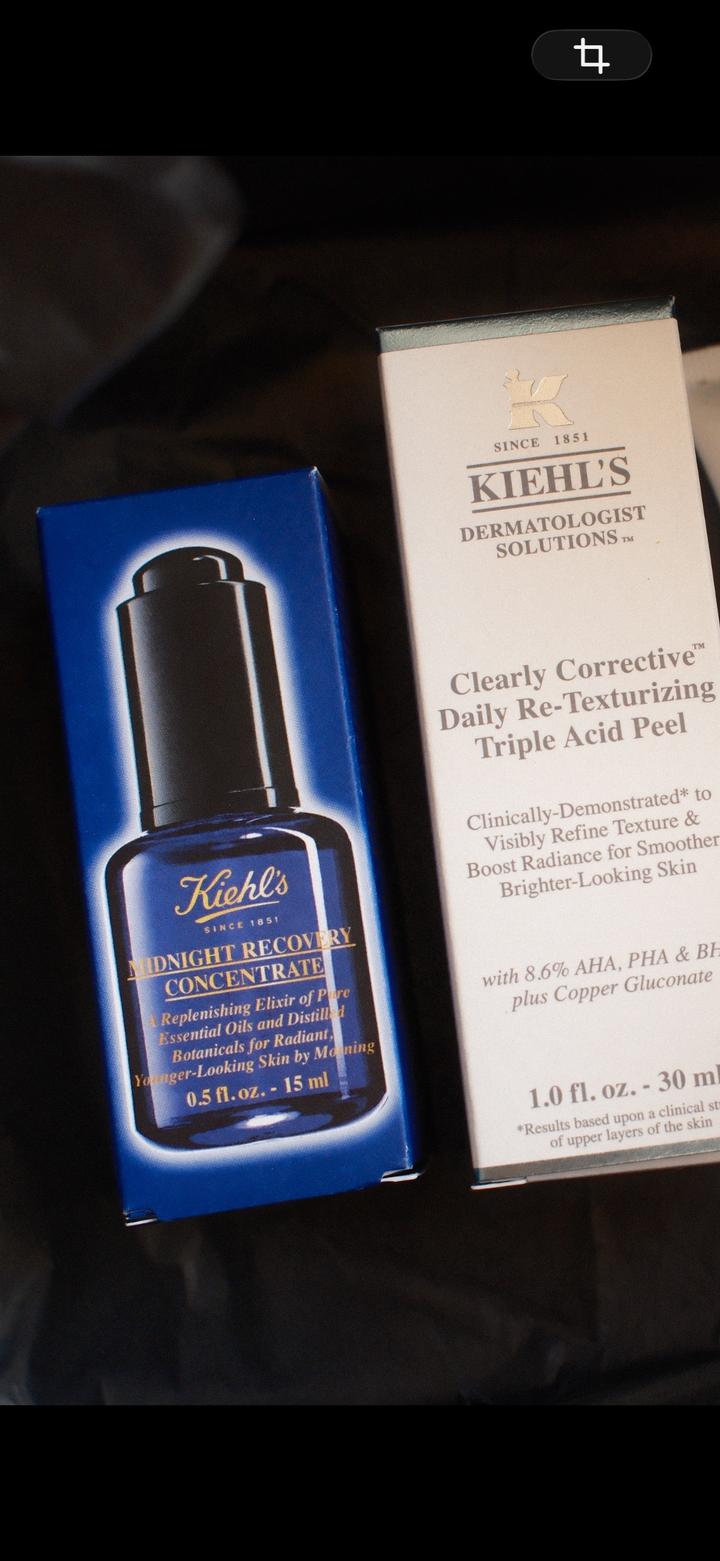 Kiehl's
SINCE 1851
MIDNIGHT RECOVERY
CONCENTRATE
A Replenishing Elixir of Pure
Essential Oils and Distilled
Botanicals for Radiant,
Younger-Looking Skin by Morning
0.5 fl. oz. - 15 ml
K
SINCE 1851
KIEHL'S
DERMATOLOGIST
SOLUTIONS™
Clearly Corrective™
Daily Re-Texturizing
Triple Acid Peel
Clinically-Demonstrated* to
Visibly Refine Texture &
Boost Radiance for Smoother
Brighter-Looking Skin
with 8.6% AHA, PHA &
plus Copper Gluconate
1.0 fl. oz. - 30 ml
*Results based upon a clinical
of upper layers of the skin